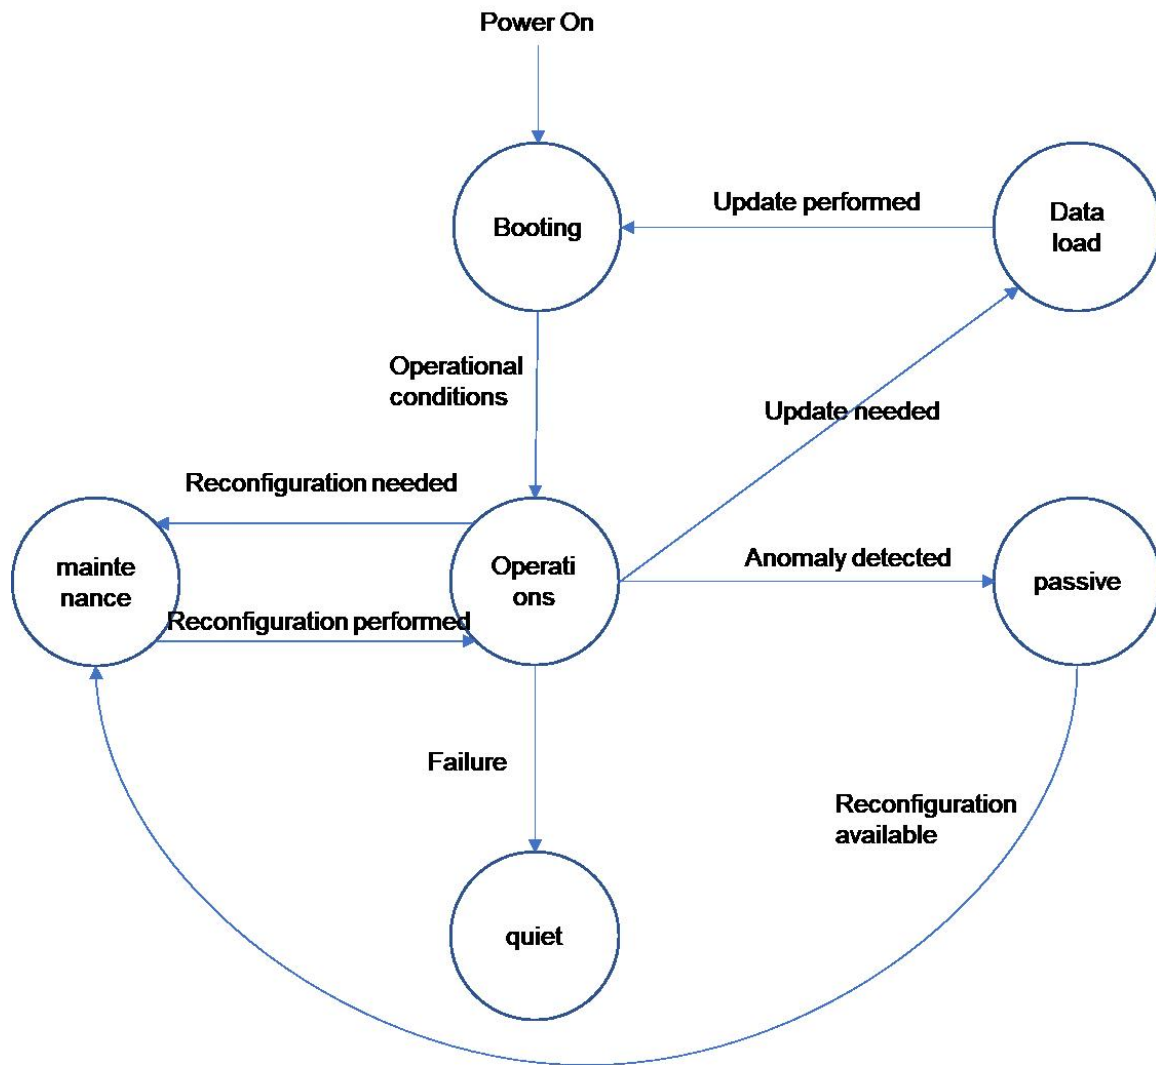 Power On
Update performed
Booting
Data
load
Operational
conditions
Update needed
Reconfiguration needed
Anomaly detected
mainte
nance
Operati
ons
passive
Reconfiguration performed
Failure
Reconfiguration
available
quiet